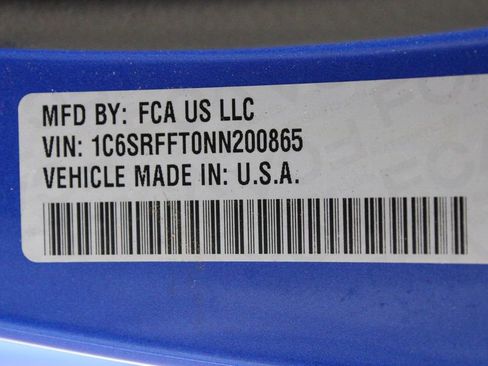 MFD BY: FCA US LLC
VIN: 1C6SRFFT0NN200865
VEHICLE MADE IN: U.S.A.